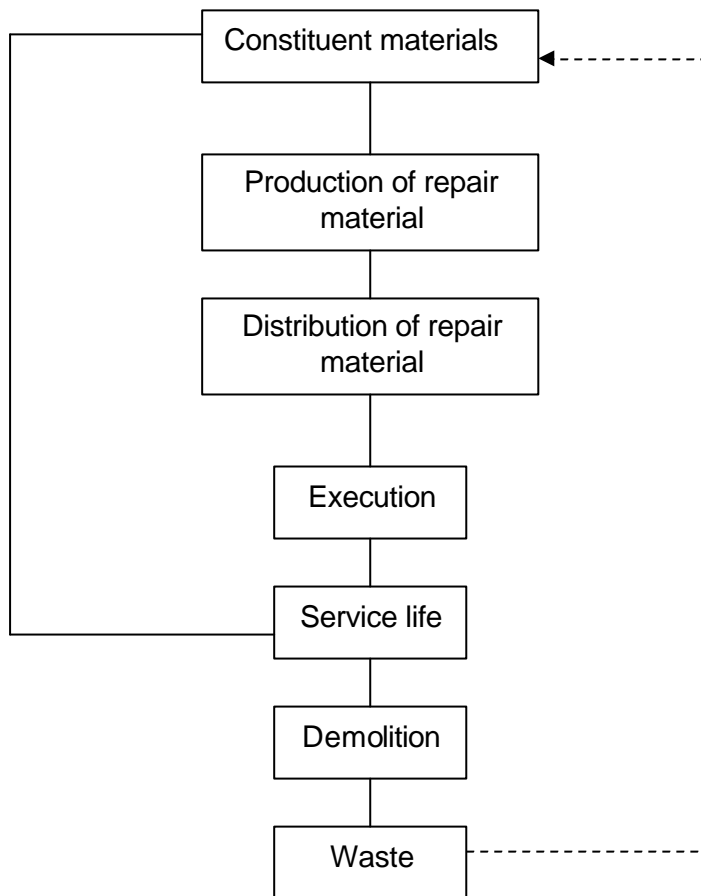 Constituent materials
Production of repair
material
Distribution of repair
material
Execution
Service life
Demolition
Waste